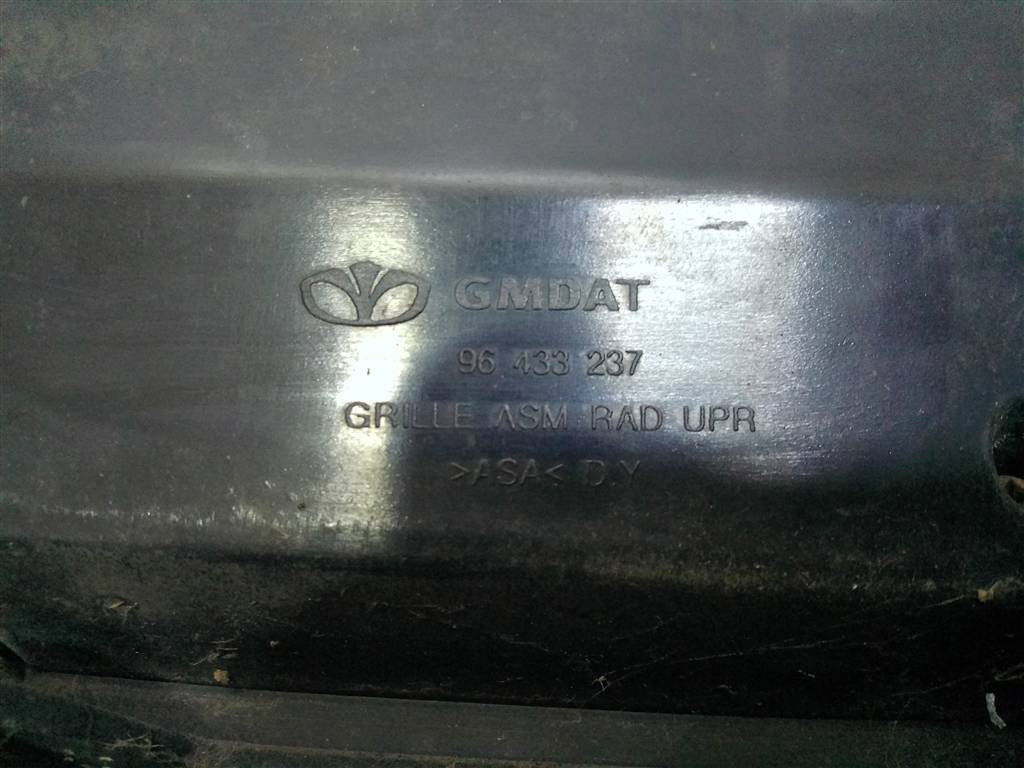 GMDAT
96 433 237
GRILLE ASM RAD UPR
>ASA< D.Y